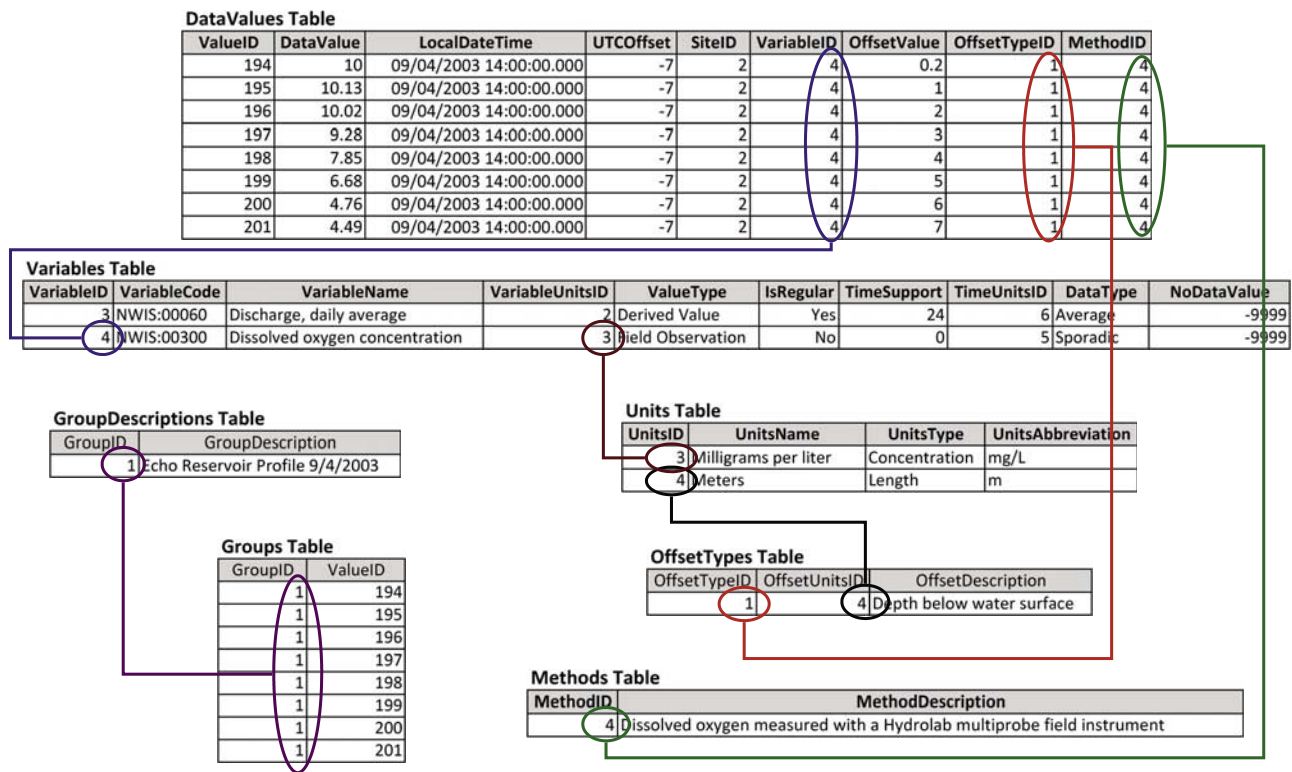 DataValues Table
ValueID DataValue LocalDateTime UTCOffset SiteID VariableID OffsetValue OffsetTypeID MethodID
194 10 09/04/2003 14:00:00.000 -7 2 4 0.2 1 4
195 10.13 09/04/2003 14:00:00.000 -7 2 4 1 1 4
196 10.02 09/04/2003 14:00:00.000 -7 2 4 2 1 4
197 9.28 09/04/2003 14:00:00.000 -7 2 4 3 1 4
198 7.85 09/04/2003 14:00:00.000 -7 2 4 4 1 4
199 6.68 09/04/2003 14:00:00.000 -7 2 4 5 1 4
200 4.76 09/04/2003 14:00:00.000 -7 2 4 6 1 4
201 4.49 09/04/2003 14:00:00.000 -7 2 4 7 1 4
Variables Table
VariableID VariableCode VariableName VariableUnitsID ValueType IsRegular TimeSupport TimeUnitsID DataType NoDataValue
3 NWIS:00060 Discharge, daily average 2 Derived Value Yes 24 6 Average -9999
4 NWIS:00300 Dissolved oxygen concentration 3 Field Observation No 0 5 Sporadic -9999
GroupDescriptions Table
GroupID GroupDescription
1 Echo Reservoir Profile 9/4/2003
Units Table
UnitsID UnitsName UnitsType UnitsAbbreviation
3 Milligrams per liter Concentration mg/L
4 Meters Length m
Groups Table
GroupID ValueID
1 194
1 195
1 196
1 197
1 198
1 199
1 200
1 201
OffsetTypes Table
OffsetTypeID OffsetUnitsID OffsetDescription
1 4 Depth below water surface
Methods Table
MethodID MethodDescription
4 Dissolved oxygen measured with a Hydrolab multiprobe field instrument